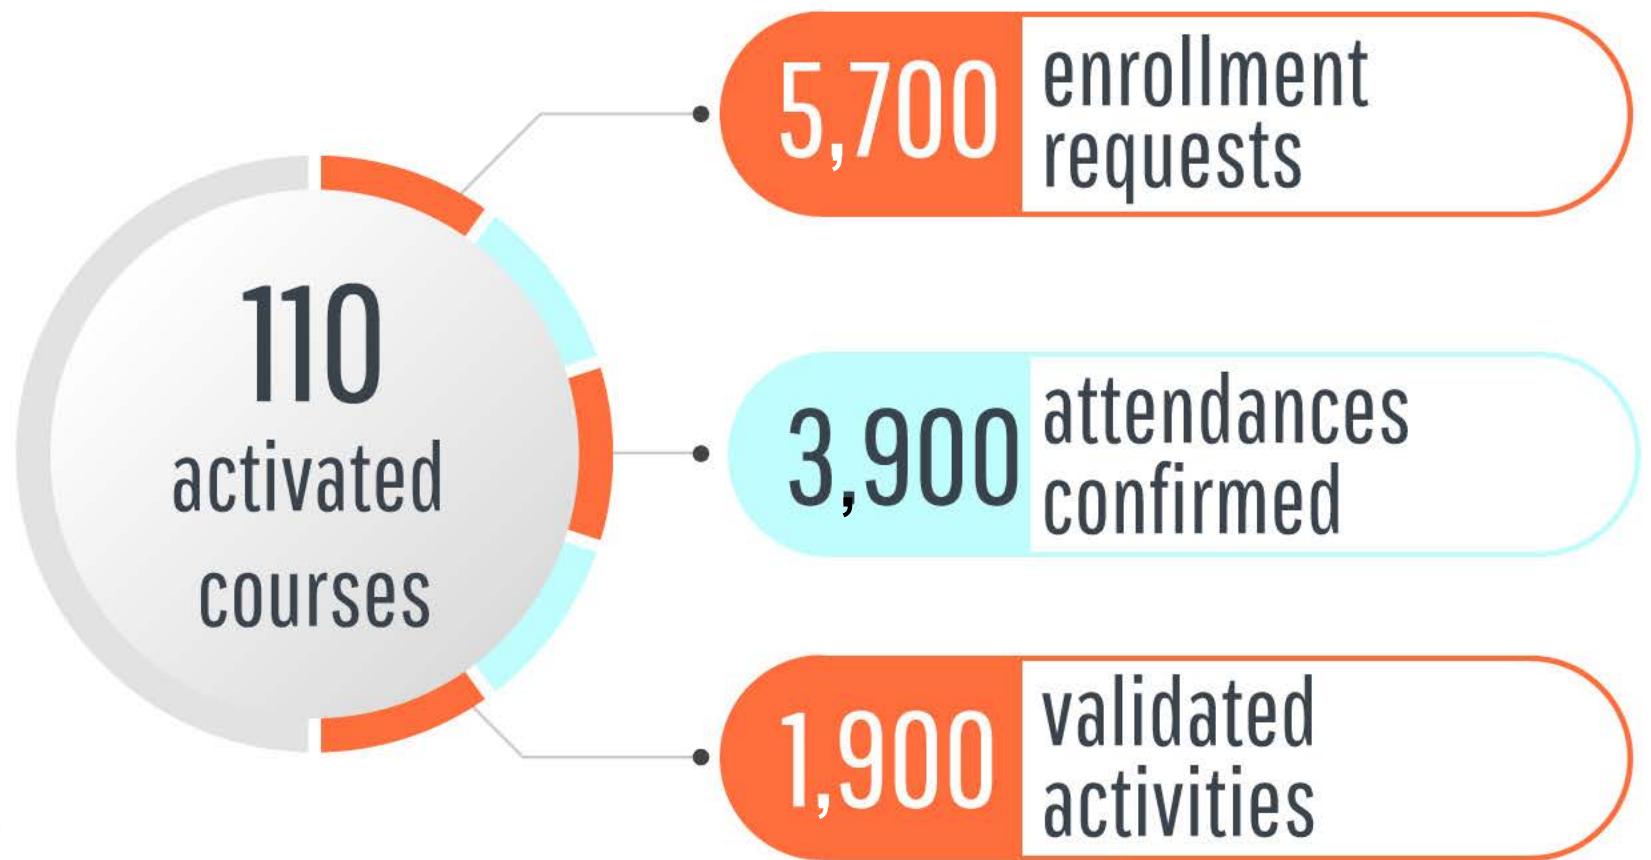 110
activated
courses
5,700
enrollment
requests
3,900
attendances
confirmed
1,900
validated
activities